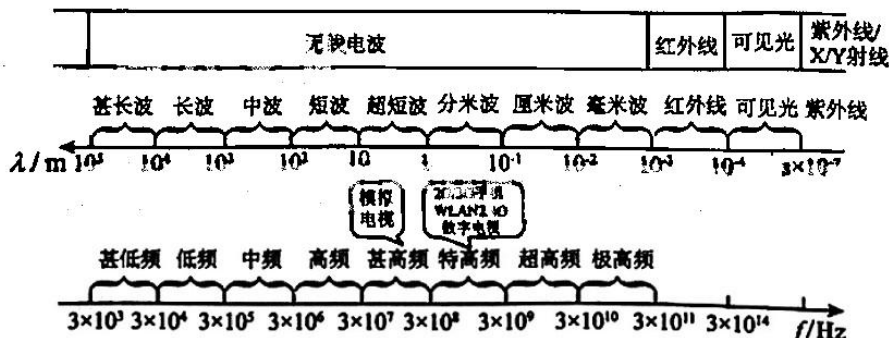 无线电波 红外线 可见光 紫外线/
X/Y射线
甚长波 长波 中波 短波 超短波 分米波 厘米波 毫米波 红外线 可见光 紫外线
λ/m 10⁵ 10⁴ 10³ 10² 10 1 10⁻¹ 10⁻² 10⁻³ 10⁻⁴ 3×10⁻⁷
模拟
电视
手机
WLAN2
数字电视
甚低频 低频 中频 高频 甚高频 特高频 超高频 极高频
3×10³ 3×10⁴ 3×10⁵ 3×10⁶ 3×10⁷ 3×10⁸ 3×10⁹ 3×10¹⁰ 3×10¹¹ 3×10¹⁴ f/Hz